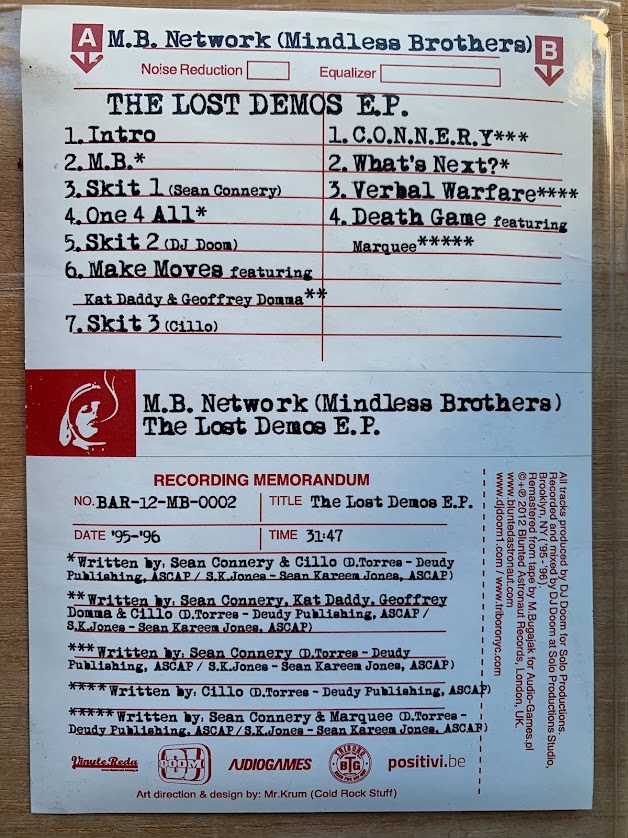 A M.B. Network (Mindless Brothers) B
Noise Reduction Equalizer
THE LOST DEMOS E.P.
1. Intro
2. M.B.*
3. Skit 1 (Sean Connery)
4. One 4 All*
5. Skit 2 (DJ Doom)
6. Make Moves featuring
Kat Daddy & Geoffrey Domma**
7. Skit 3 (Cillo)
1. C.O.N.N.E.R.Y***
2. What's Next?*
3. Verbal Warfare****
4. Death Game featuring
Marquee*****
M.B. Network (Mindless Brothers)
The Lost Demos E.P.
RECORDING MEMORANDUM
NO. BAR-12-MB-0002 TITLE The Lost Demos E.P.
DATE '95-'96 TIME 31:47
*Written by: Sean Connery & Cillo (D.Torres - Deudy
Publishing, ASCAP / S.K.Jones - Sean Kareem Jones, ASCAP)
**Written by: Sean Connery, Kat Daddy, Geoffrey
Domma & Cillo (D.Torres - Deudy Publishing, ASCAP /
S.K.Jones - Sean Kareem Jones, ASCAP)
***Written by: Sean Connery (D.Torres - Deudy
Publishing, ASCAP / S.K.Jones - Sean Kareem Jones, ASCAP)
****Written by: Cillo (D.Torres - Deudy Publishing, ASCAP)
*****Written by: Sean Connery & Marquee (D.Torres -
Deudy Publishing, ASCAP / S.K.Jones - Sean Kareem Jones, ASCAP)
All tracks produced by DJ Doom for Solo Productions.
Recorded and mixed by DJ Doom at Solo Productions Studio,
Brooklyn, NY ('95 -'96).
Remastered from tape by M.Bugajak for Audio-Games.pl
©+℗ 2012 Blunted Astronaut Records, London, UK.
www.bluntedastronaut.com
www.djdoom1.com / www.triboronyc.com
VinyleReda
DOOM
AUDIOGAMES
TRIBORO
BTG
positivi.be
Art direction & design by: Mr.Krum (Cold Rock Stuff)